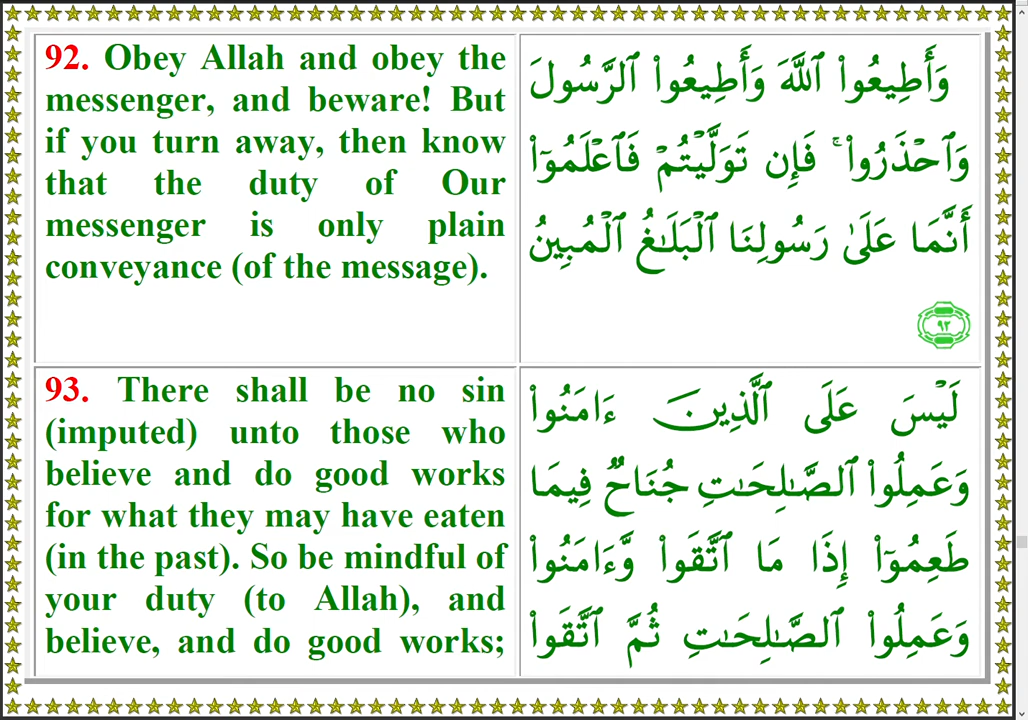 92. Obey Allah and obey the
messenger, and beware! But
if you turn away, then know
that the duty of Our
messenger is only plain
conveyance (of the message).
وَأَطِيعُوا۟ ٱللَّهَ وَأَطِيعُوا۟ ٱلرَّسُولَ
وَٱحْذَرُوا۟ ۚ فَإِن تَوَلَّيْتُمْ فَٱعْلَمُوٓا۟
أَنَّمَا عَلَىٰ رَسُولِنَا ٱلْبَلَـٰغُ ٱلْمُبِينُ
٩٢
93. There shall be no sin
(imputed) unto those who
believe and do good works
for what they may have eaten
(in the past). So be mindful of
your duty (to Allah), and
believe, and do good works;
لَيْسَ عَلَى ٱلَّذِينَ ءَامَنُوا۟
وَعَمِلُوا۟ ٱلصَّـٰلِحَـٰتِ جُنَاحٌ فِيمَا
طَعِمُوٓا۟ إِذَا مَا ٱتَّقَوا۟ وَّءَامَنُوا۟
وَعَمِلُوا۟ ٱلصَّـٰلِحَـٰتِ ثُمَّ ٱتَّقَوا۟